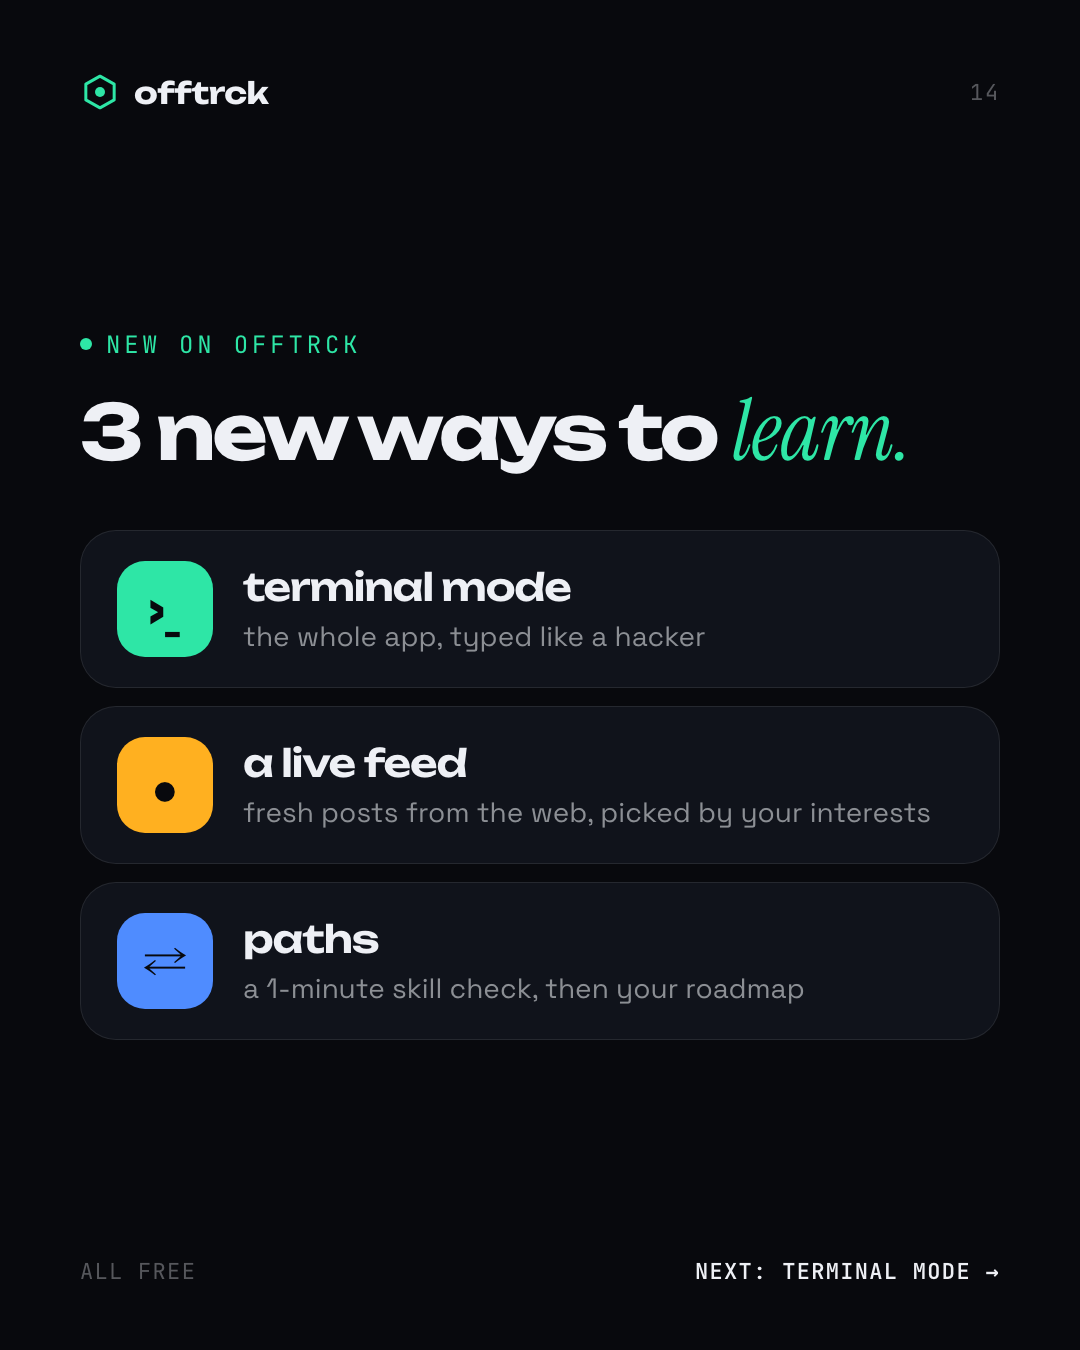 offtrck
14
NEW ON OFFTRCK
3 new ways to learn.
>_
terminal mode
the whole app, typed like a hacker
a live feed
fresh posts from the web, picked by your interests
paths
a 1-minute skill check, then your roadmap
ALL FREE
NEXT: TERMINAL MODE →